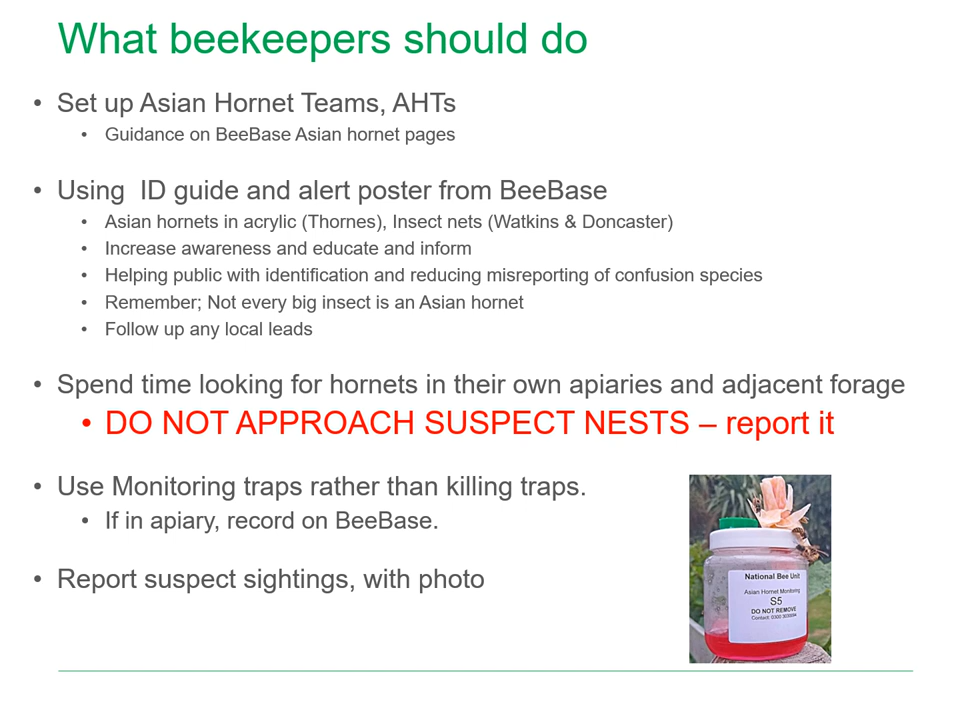 What beekeepers should do
• Set up Asian Hornet Teams, AHTs
• Guidance on BeeBase Asian hornet pages
• Using  ID guide and alert poster from BeeBase
• Asian hornets in acrylic (Thornes), Insect nets (Watkins & Doncaster)
• Increase awareness and educate and inform
• Helping public with identification and reducing misreporting of confusion species
• Remember; Not every big insect is an Asian hornet
• Follow up any local leads
• Spend time looking for hornets in their own apiaries and adjacent forage
• DO NOT APPROACH SUSPECT NESTS – report it
• Use Monitoring traps rather than killing traps.
• If in apiary, record on BeeBase.
• Report suspect sightings, with photo
National Bee Unit
Asian Hornet Monitoring
S5
DO NOT REMOVE
Contact: 0300 3030094